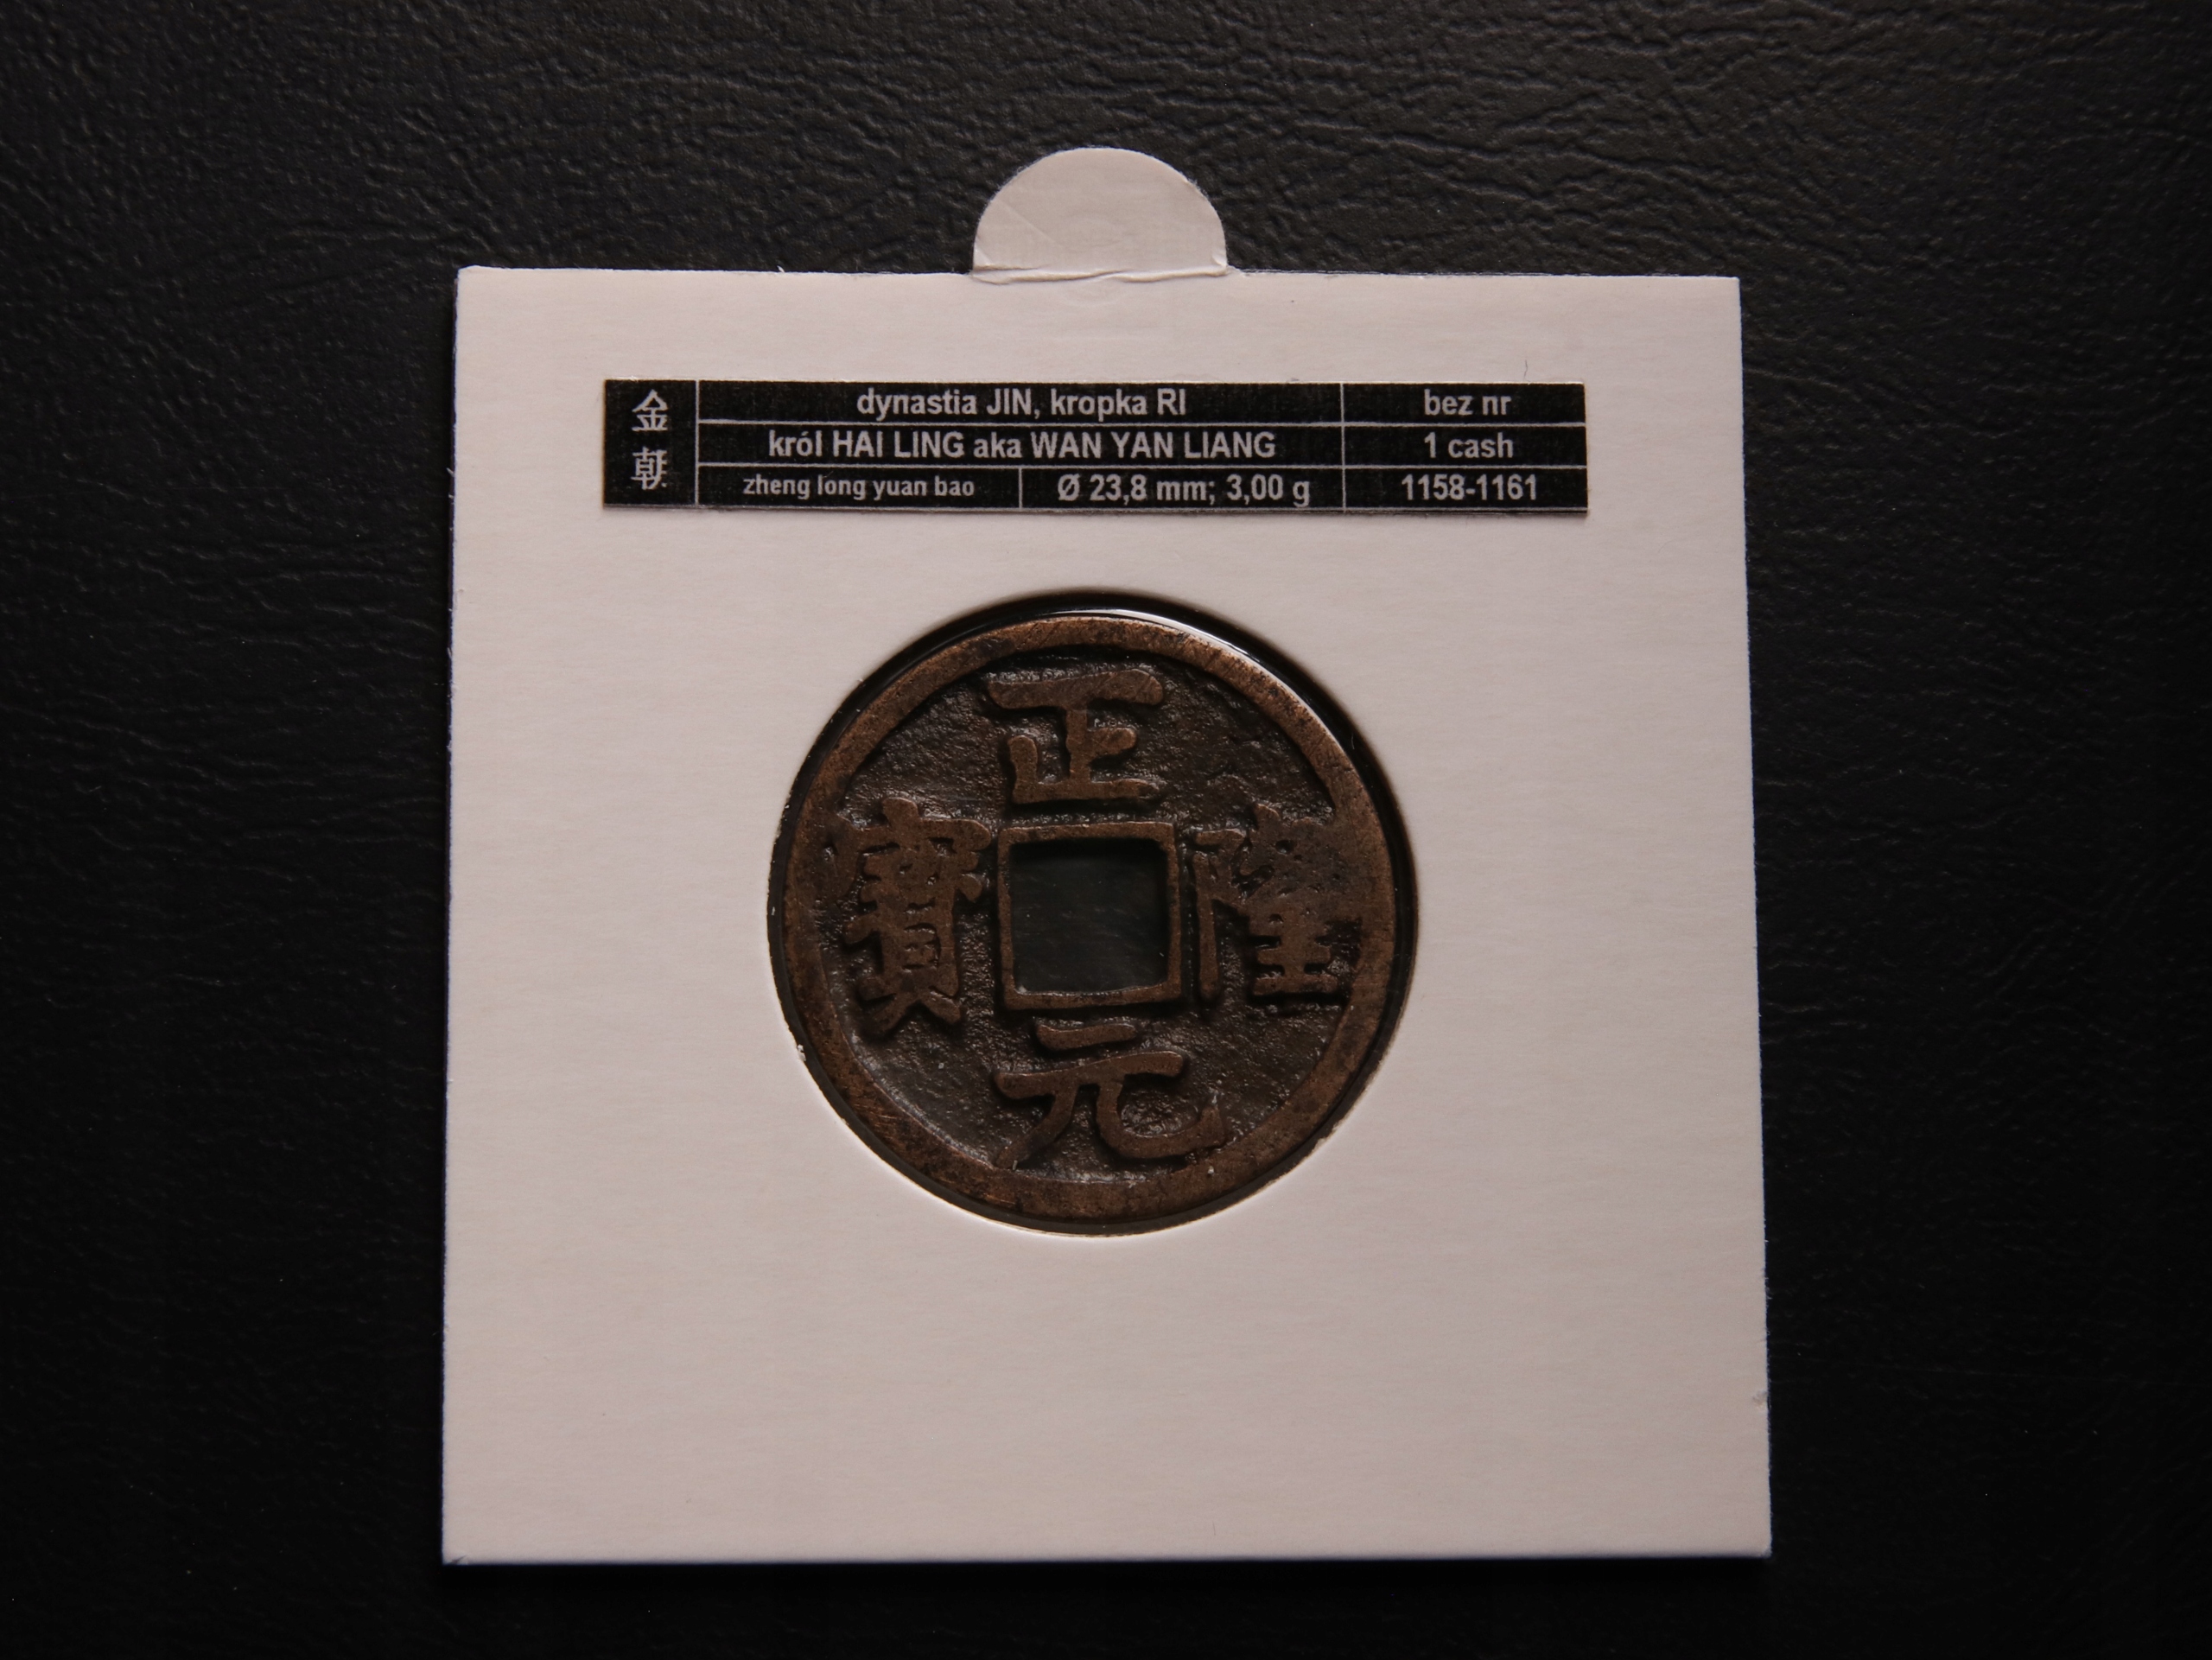 金朝
dynastia JIN, kropka RI
bez nr
król HAI LING aka WAN YAN LIANG
1 cash
zheng long yuan bao
Ø 23,8 mm; 3,00 g
1158-1161
正
隆
元
寶